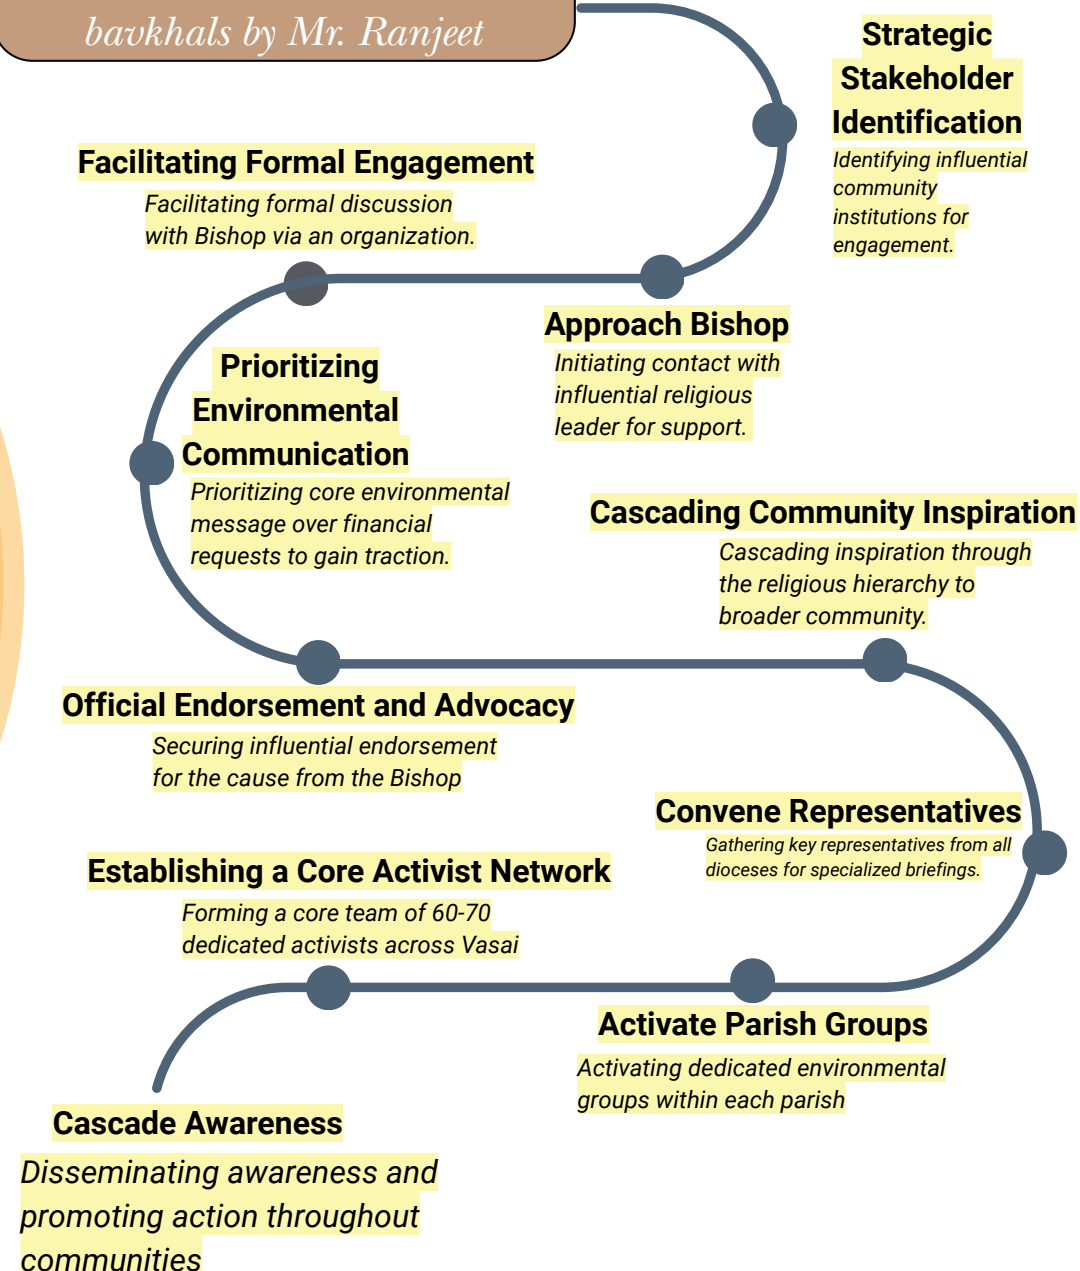 bavkhals by Mr. Ranjeet
Strategic
Stakeholder
Identification
Identifying influential
community
institutions for
engagement.
Approach Bishop
Initiating contact with
influential religious
leader for support.
Facilitating Formal Engagement
Facilitating formal discussion
with Bishop via an organization.
Prioritizing
Environmental
Communication
Prioritizing core environmental
message over financial
requests to gain traction.
Official Endorsement and Advocacy
Securing influential endorsement
for the cause from the Bishop
Cascading Community Inspiration
Cascading inspiration through
the religious hierarchy to
broader community.
Convene Representatives
Gathering key representatives from all
dioceses for specialized briefings.
Activate Parish Groups
Activating dedicated environmental
groups within each parish
Establishing a Core Activist Network
Forming a core team of 60-70
dedicated activists across Vasai
Cascade Awareness
Disseminating awareness and
promoting action throughout
communities